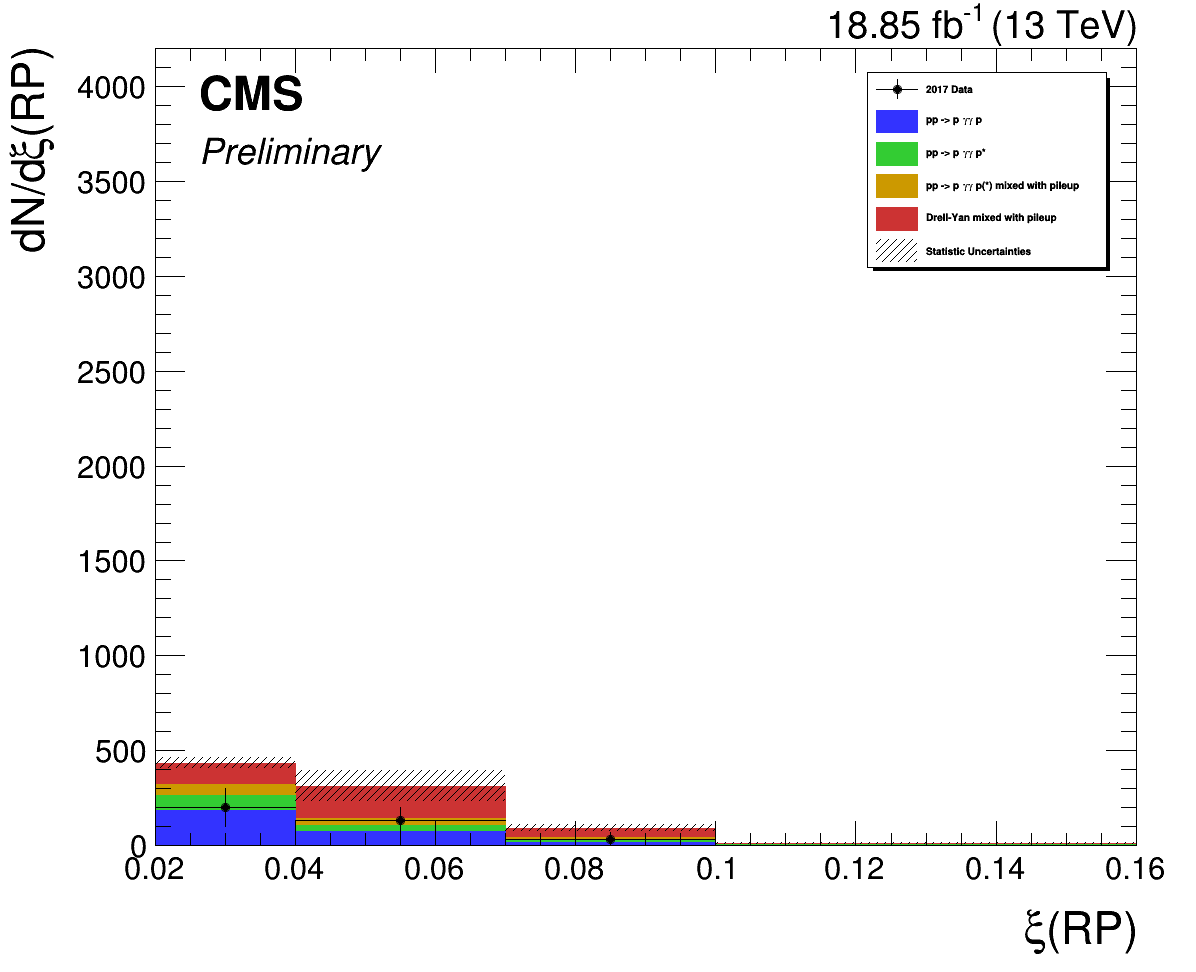 18.85 fb-1 (13 TeV)
dN/dξ(RP)
CMS
Preliminary
2017 Data
pp -> p γγ p
pp -> p γγ p*
pp -> p γγ p(*) mixed with pileup
Drell-Yan mixed with pileup
Statistic Uncertainties
4000
3500
3000
2500
2000
1500
1000
500
0
0.02 0.04 0.06 0.08 0.1 0.12 0.14 0.16
ξ(RP)